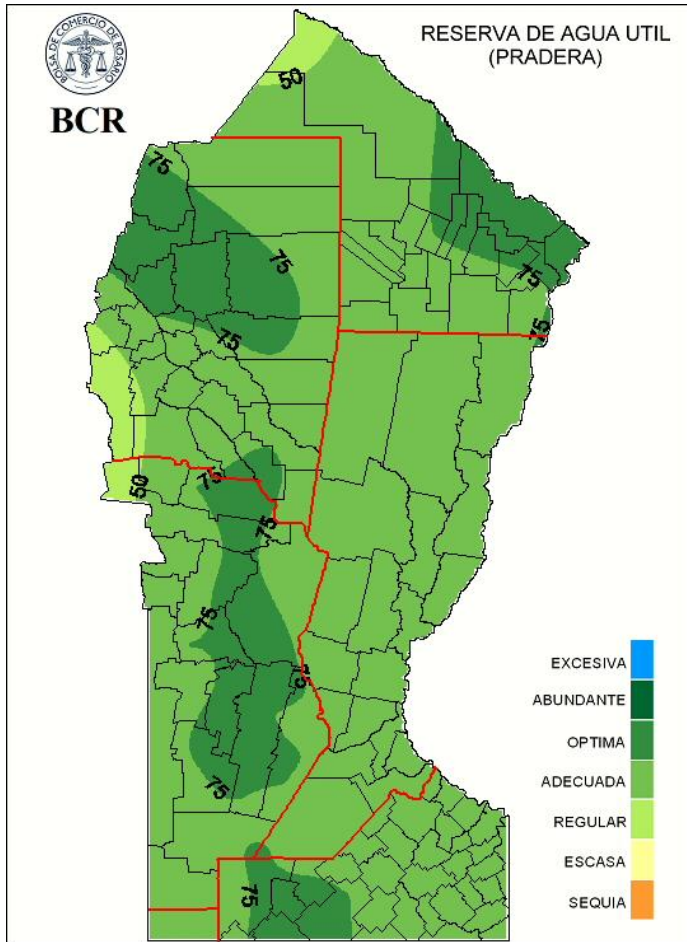 BOLSA DE COMERCIO DE ROSARIO
BCR
RESERVA DE AGUA UTIL
(PRADERA)
50
75
75
75
75
75
50
75
75
75
75
75
75
EXCESIVA
ABUNDANTE
OPTIMA
ADECUADA
REGULAR
ESCASA
SEQUIA